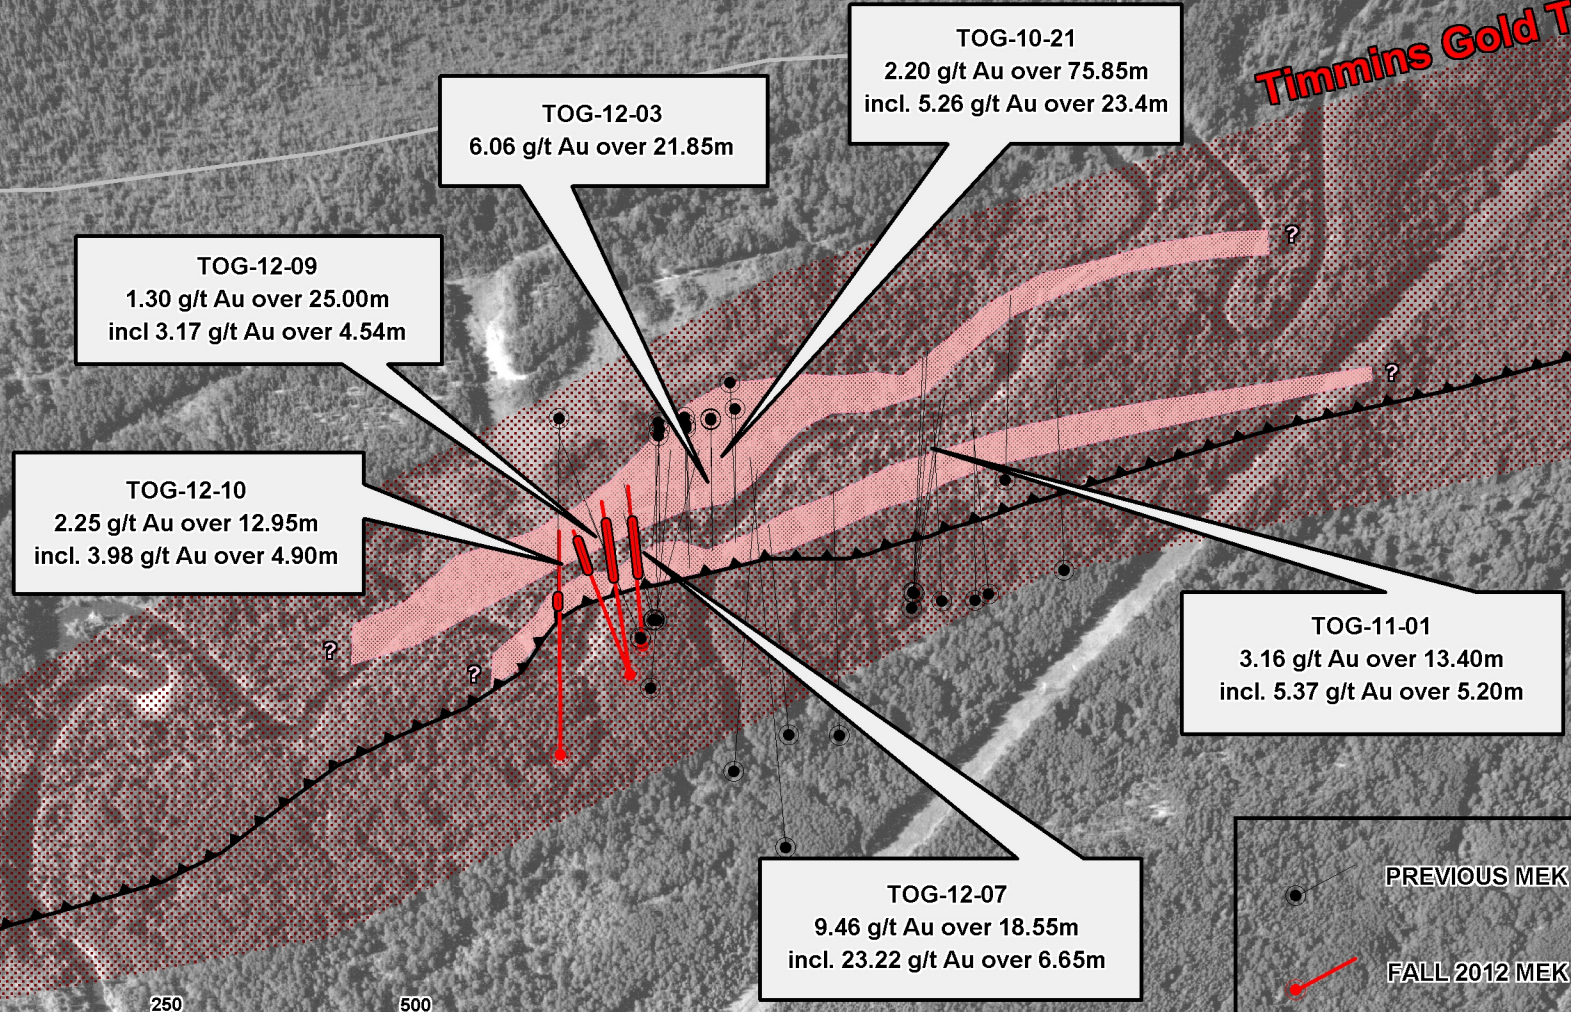 Timmins Gold T
TOG-10-21
2.20 g/t Au over 75.85m
incl. 5.26 g/t Au over 23.4m
TOG-12-03
6.06 g/t Au over 21.85m
TOG-12-09
1.30 g/t Au over 25.00m
incl 3.17 g/t Au over 4.54m
?
?
TOG-12-10
2.25 g/t Au over 12.95m
incl. 3.98 g/t Au over 4.90m
?
?
TOG-11-01
3.16 g/t Au over 13.40m
incl. 5.37 g/t Au over 5.20m
TOG-12-07
9.46 g/t Au over 18.55m
incl. 23.22 g/t Au over 6.65m
PREVIOUS MEK
FALL 2012 MEK
250
500